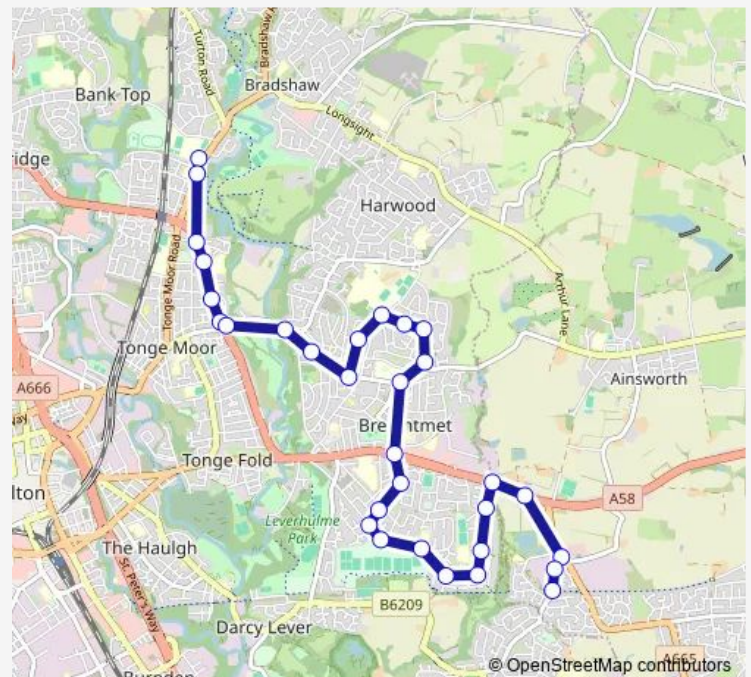 Bradshaw
Turton Road
Bank Top
Bradshaw
Longsight
ridge
Harwood
Tonge Moor Road
Arthur Lane
Tonge Moor
Ainsworth
A666
Tonge Fold
A58
lton
Leverhulme
Park
The Haulgh
St. Peter's Way
B6209
Darcy Lever
A665
© OpenStreetMap contributors